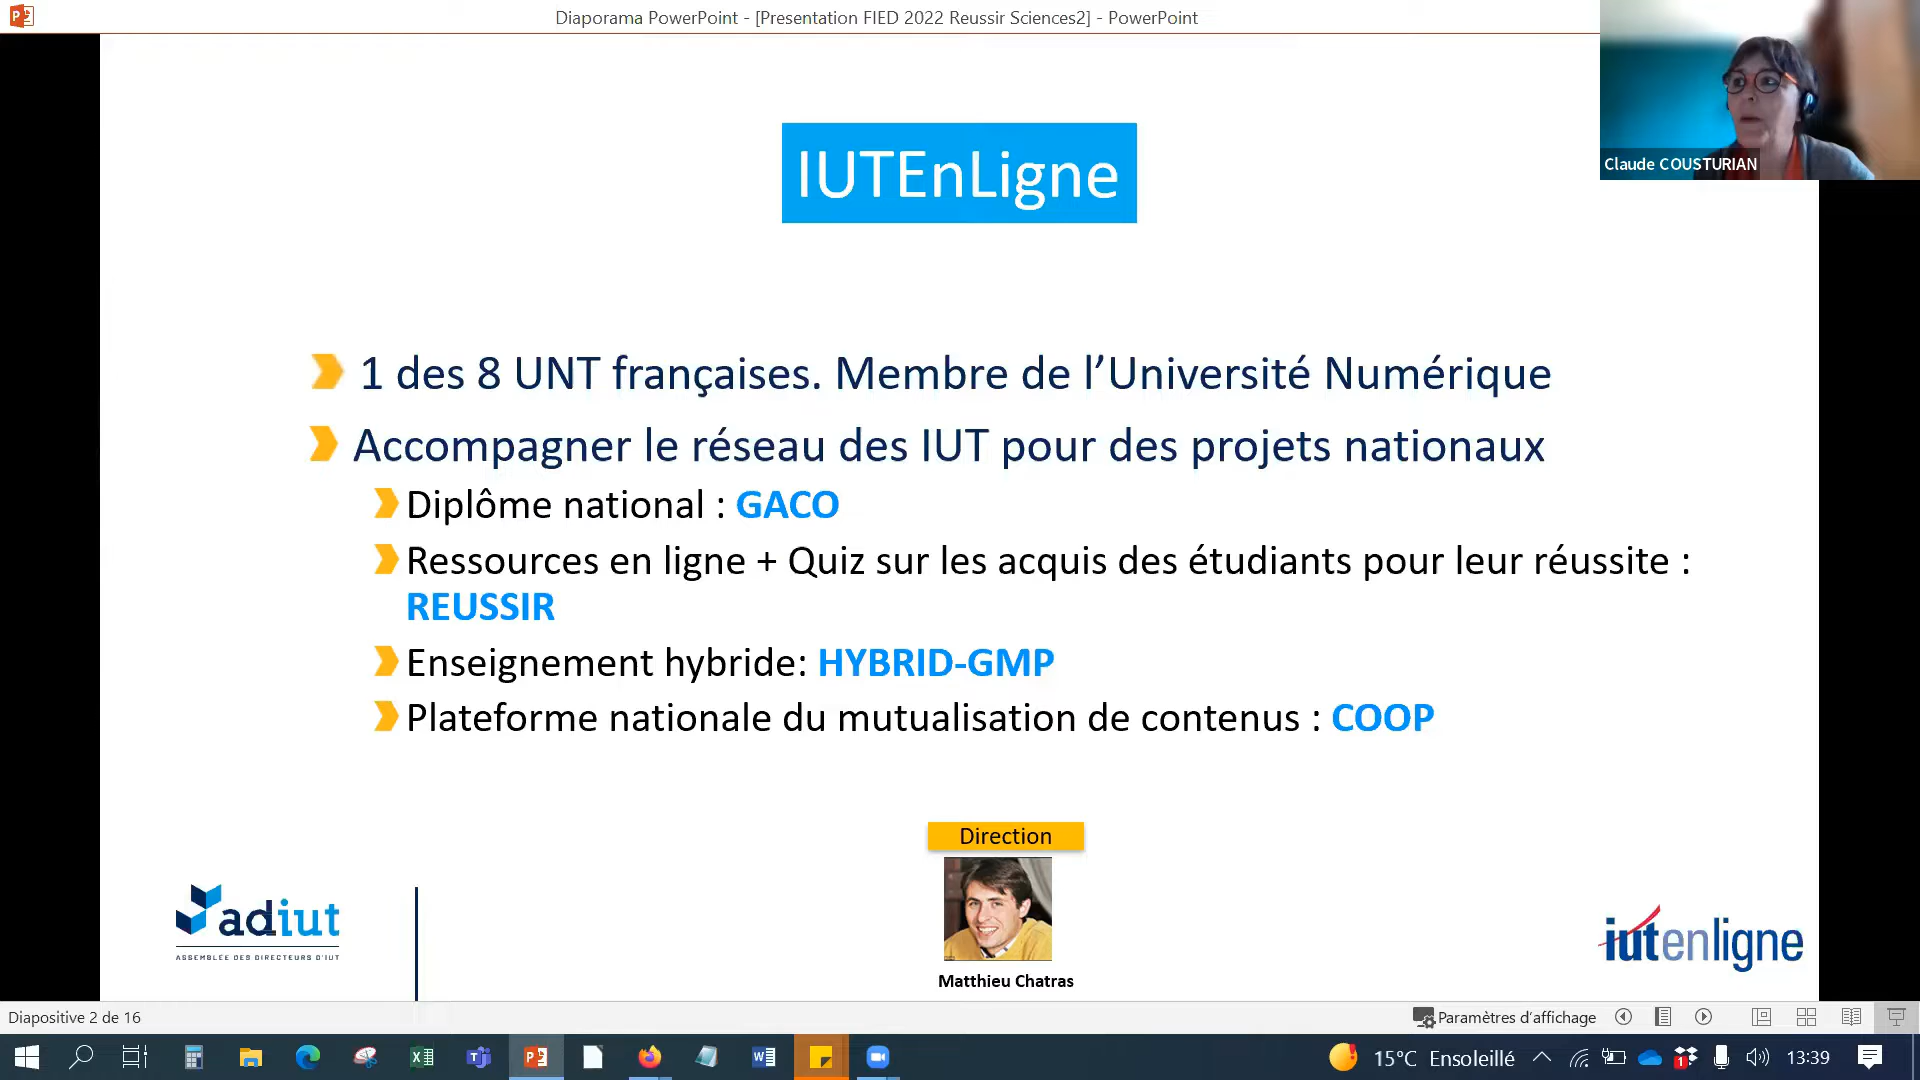 Diaporama PowerPoint - [Presentation FIED 2022 Reussir Sciences2] - PowerPoint
Claude COUSTURIAN
IUTEnLigne
1 des 8 UNT françaises. Membre de l’Université Numérique
Accompagner le réseau des IUT pour des projets nationaux
Diplôme national : GACO
Ressources en ligne + Quiz sur les acquis des étudiants pour leur réussite :
REUSSIR
Enseignement hybride: HYBRID-GMP
Plateforme nationale du mutualisation de contenus : COOP
Direction
Matthieu Chatras
adiut
ASSEMBLÉE DES DIRECTEURS D'IUT
iutenligne
Diapositive 2 de 16
Paramètres d’affichage
15°C Ensoleillé
1
13:39